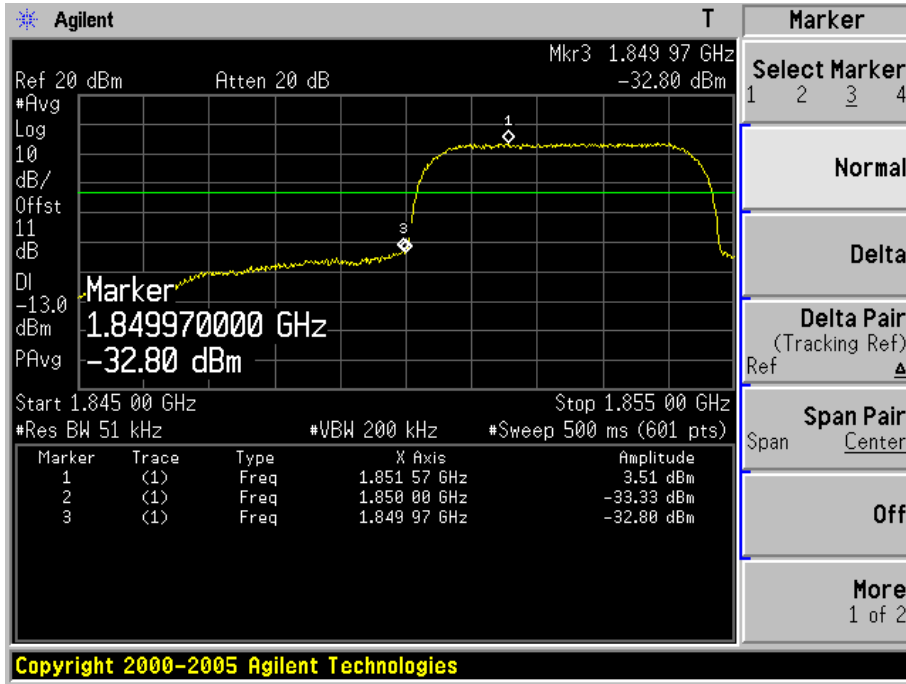 Agilent T Marker
Mkr3 1.849 97 GHz
Ref 20 dBm Atten 20 dB -32.80 dBm
Select Marker
1 2 3 4
#Avg
Log
10
dB/
Offst
11
dB
DI
-13.0
dBm
PAvg
1
3
Marker
1.849970000 GHz
-32.80 dBm
Start 1.845 00 GHz Stop 1.855 00 GHz
#Res BW 51 kHz #VBW 200 kHz #Sweep 500 ms (601 pts)
Marker Trace Type X Axis Amplitude
1 (1) Freq 1.851 57 GHz 3.51 dBm
2 (1) Freq 1.850 00 GHz -33.33 dBm
3 (1) Freq 1.849 97 GHz -32.80 dBm
Normal
Delta
Delta Pair
(Tracking Ref)
Ref Δ
Span Pair
Span Center
Off
More
1 of 2
Copyright 2000-2005 Agilent Technologies